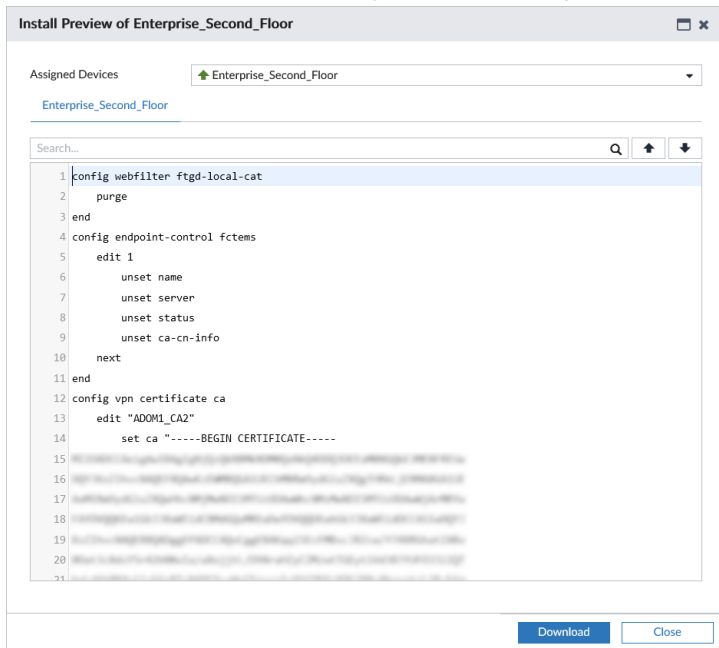 Install Preview of Enterprise_Second_Floor
Assigned Devices
Enterprise_Second_Floor
Enterprise_Second_Floor
Search...
1 config webfilter ftgd-local-cat
2 purge
3 end
4 config endpoint-control fctems
5 edit 1
6 unset name
7 unset server
8 unset status
9 unset ca-cn-info
10 next
11 end
12 config vpn certificate ca
13 edit "ADOM1_CA2"
14 set ca "-----BEGIN CERTIFICATE-----
15
16
17
18
19
20
21
Download
Close